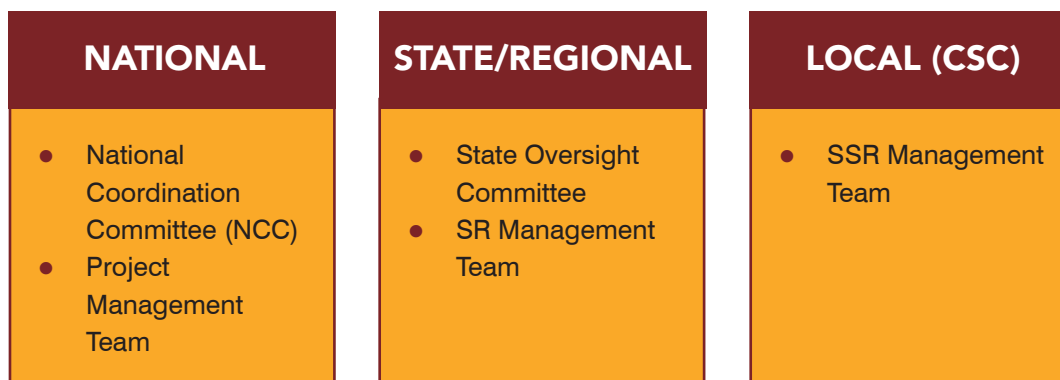 NATIONAL
● National
Coordination
Committee (NCC)
● Project
Management
Team
STATE/REGIONAL
● State Oversight
Committee
● SR Management
Team
LOCAL (CSC)
● SSR Management
Team